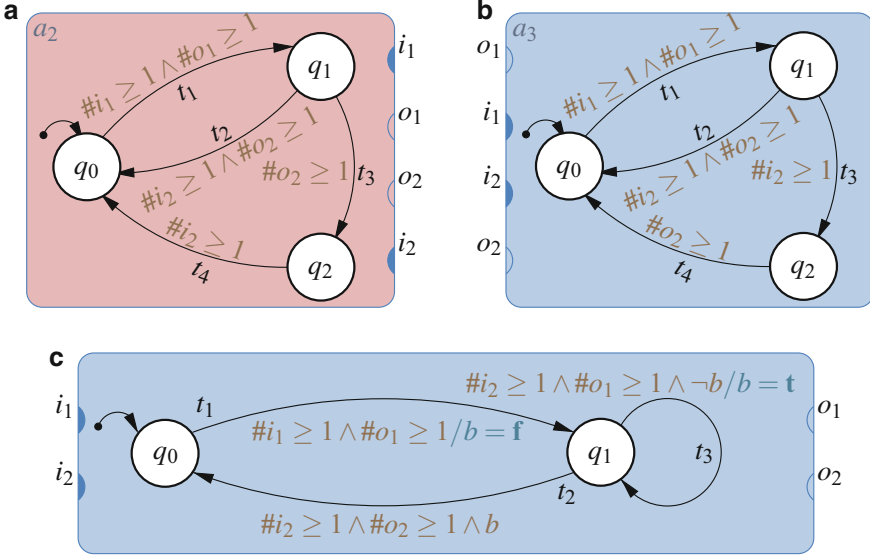 a
a₂
#i₁ ≥ 1 ∧ #o₁ ≥ 1
t₁
q₁
q₀
t₂
#i₂ ≥ 1 ∧ #o₂ ≥ 1
#o₂ ≥ 1
t₃
#i₂ ≥ 1
t₄
q₂
i₁
o₁
o₂
i₂
b
a₃
o₁
i₁
i₂
o₂
#i₁ ≥ 1 ∧ #o₁ ≥ 1
t₁
q₁
q₀
t₂
#i₂ ≥ 1 ∧ #o₂ ≥ 1
#i₂ ≥ 1
t₃
#o₂ ≥ 1
t₄
q₂
c
i₁
i₂
q₀
t₁
#i₁ ≥ 1 ∧ #o₁ ≥ 1/b = f
#i₂ ≥ 1 ∧ #o₁ ≥ 1 ∧ ¬b/b = t
q₁
t₃
t₂
#i₂ ≥ 1 ∧ #o₂ ≥ 1 ∧ b
o₁
o₂